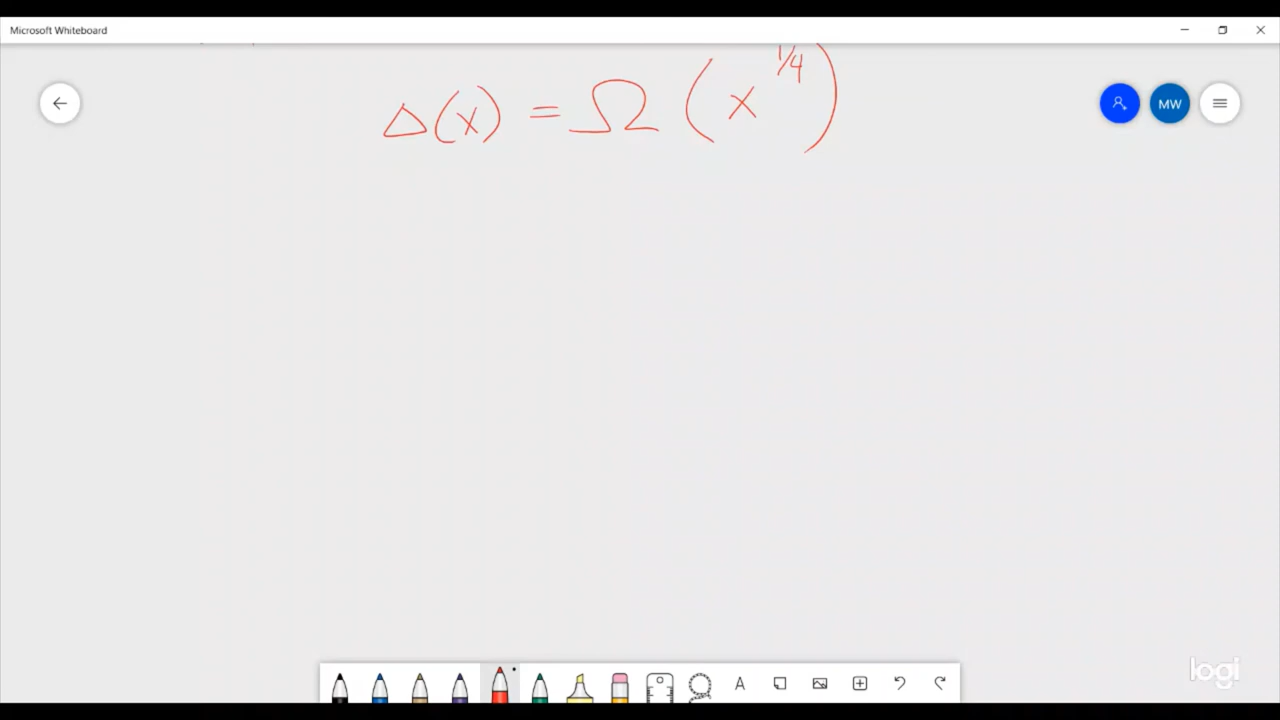 Microsoft Whiteboard
Δ(x) = Ω (x^1/4)
MW
A
logi